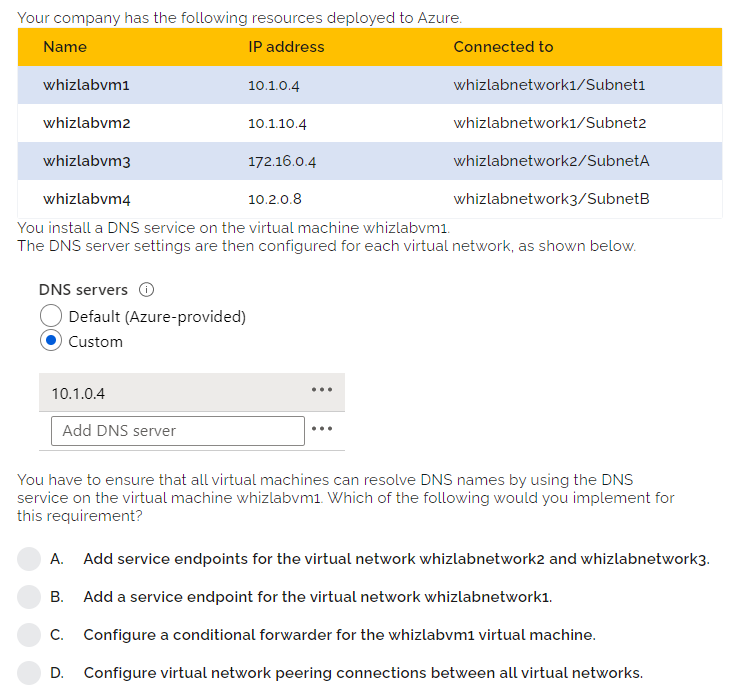 Your company has the following resources deployed to Azure.
Name IP address Connected to
whizlabvm1 10.1.0.4 whizlabnetwork1/Subnet1
whizlabvm2 10.1.10.4 whizlabnetwork1/Subnet2
whizlabvm3 172.16.0.4 whizlabnetwork2/SubnetA
whizlabvm4 10.2.0.8 whizlabnetwork3/SubnetB
You install a DNS service on the virtual machine whizlabvm1.
The DNS server settings are then configured for each virtual network, as shown below.
DNS servers
Default (Azure-provided)
Custom
10.1.0.4
Add DNS server
You have to ensure that all virtual machines can resolve DNS names by using the DNS
service on the virtual machine whizlabvm1. Which of the following would you implement for
this requirement?
A. Add service endpoints for the virtual network whizlabnetwork2 and whizlabnetwork3.
B. Add a service endpoint for the virtual network whizlabnetwork1.
C. Configure a conditional forwarder for the whizlabvm1 virtual machine.
D. Configure virtual network peering connections between all virtual networks.